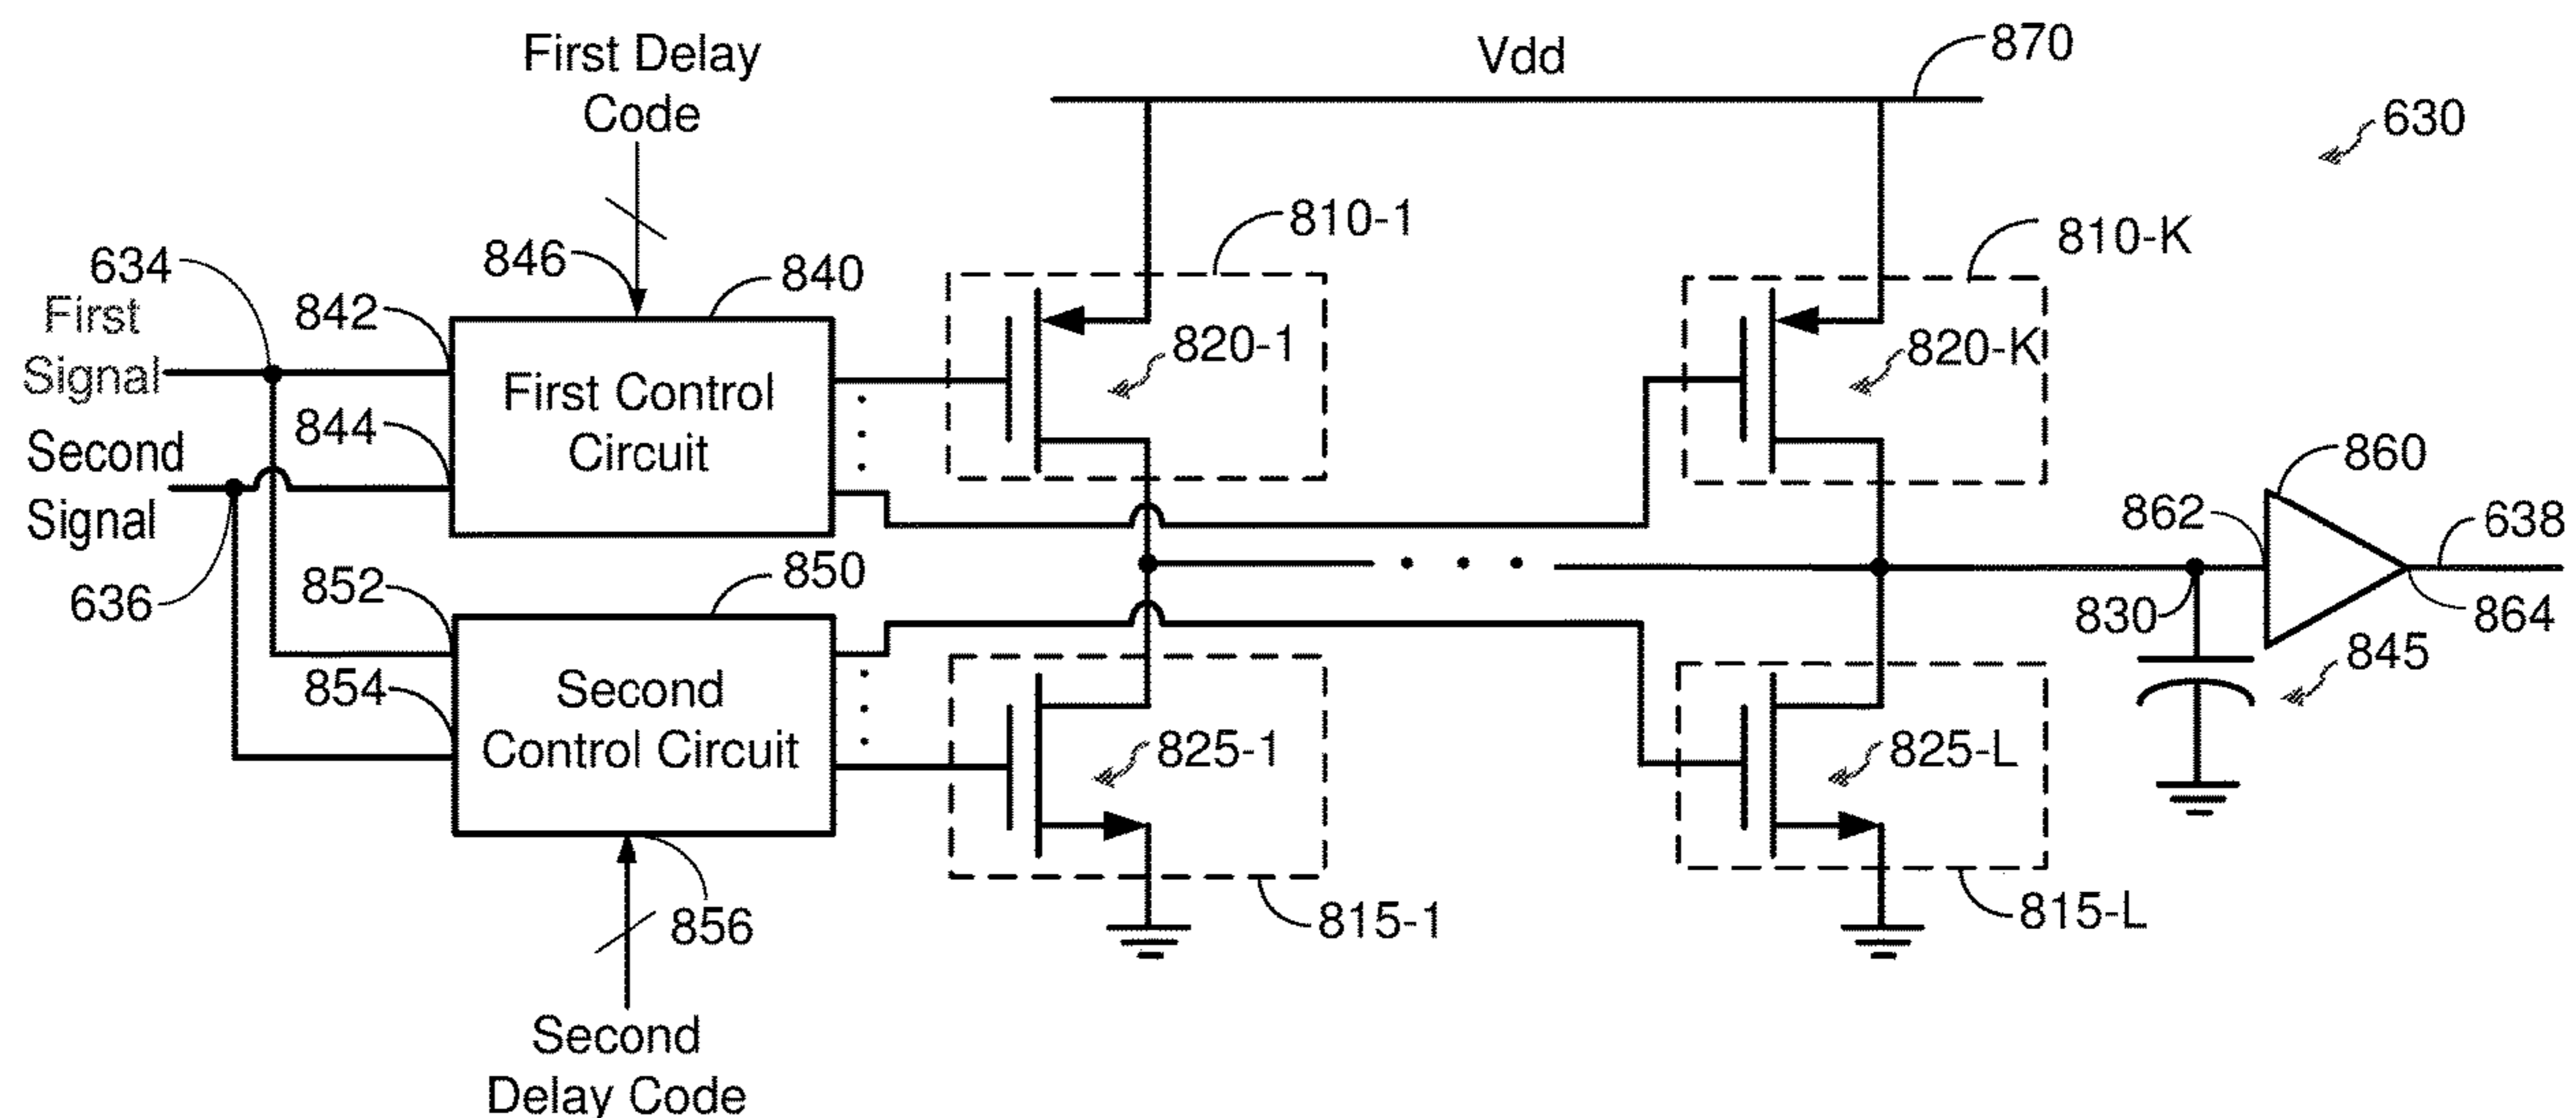 First Delay
Code
Vdd
870
630
810-1
810-K
634
846
840
First
Signal
842
820-1
820-K
First Control
Circuit
Second
Signal
844
860
862
638
636
852
850
830
864
854
Second
Control Circuit
825-1
825-L
845
856
815-1
815-L
Second
Delay Code